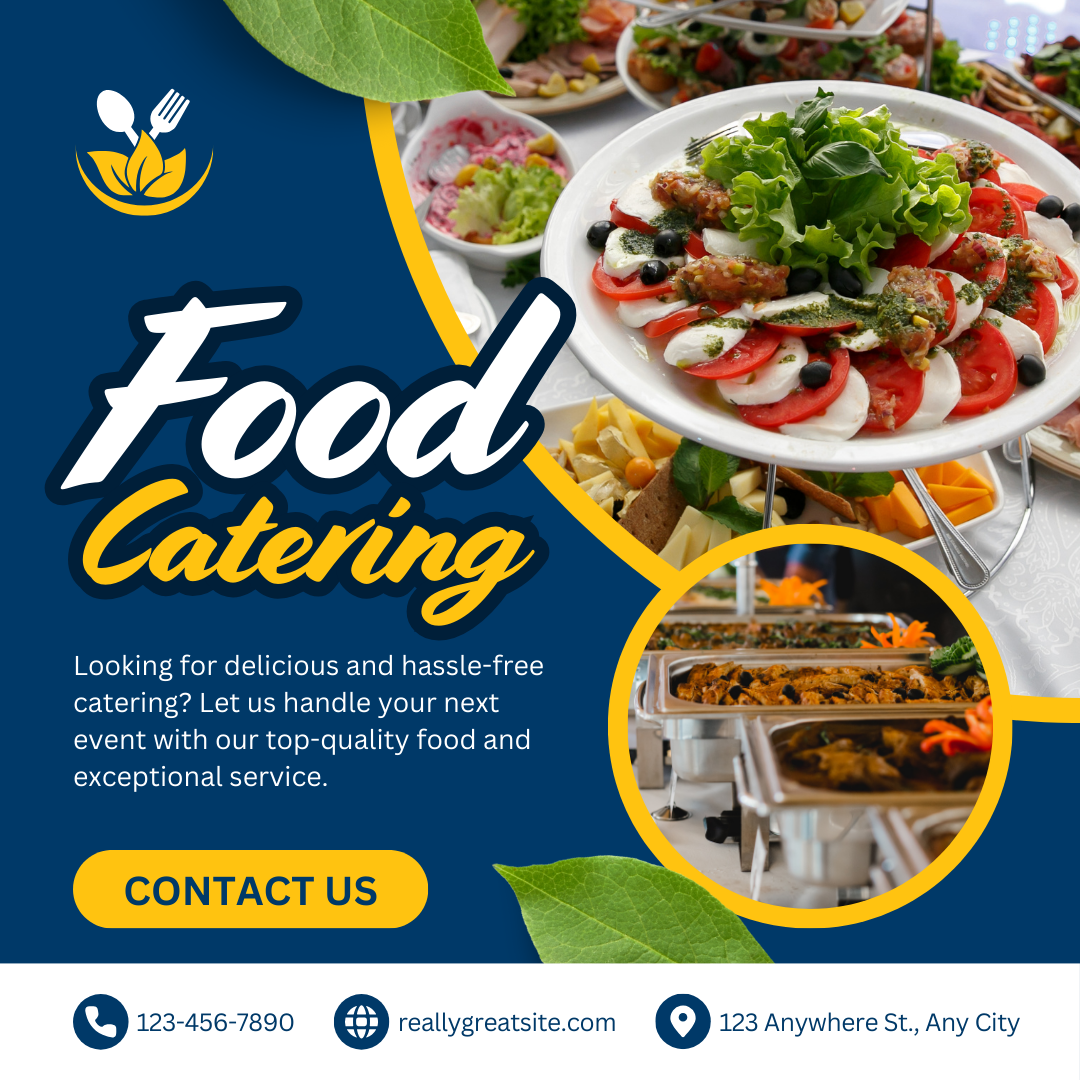 Food
Catering
Looking for delicious and hassle-free
catering? Let us handle your next
event with our top-quality food and
exceptional service.
CONTACT US
123-456-7890
reallygreatsite.com
123 Anywhere St., Any City